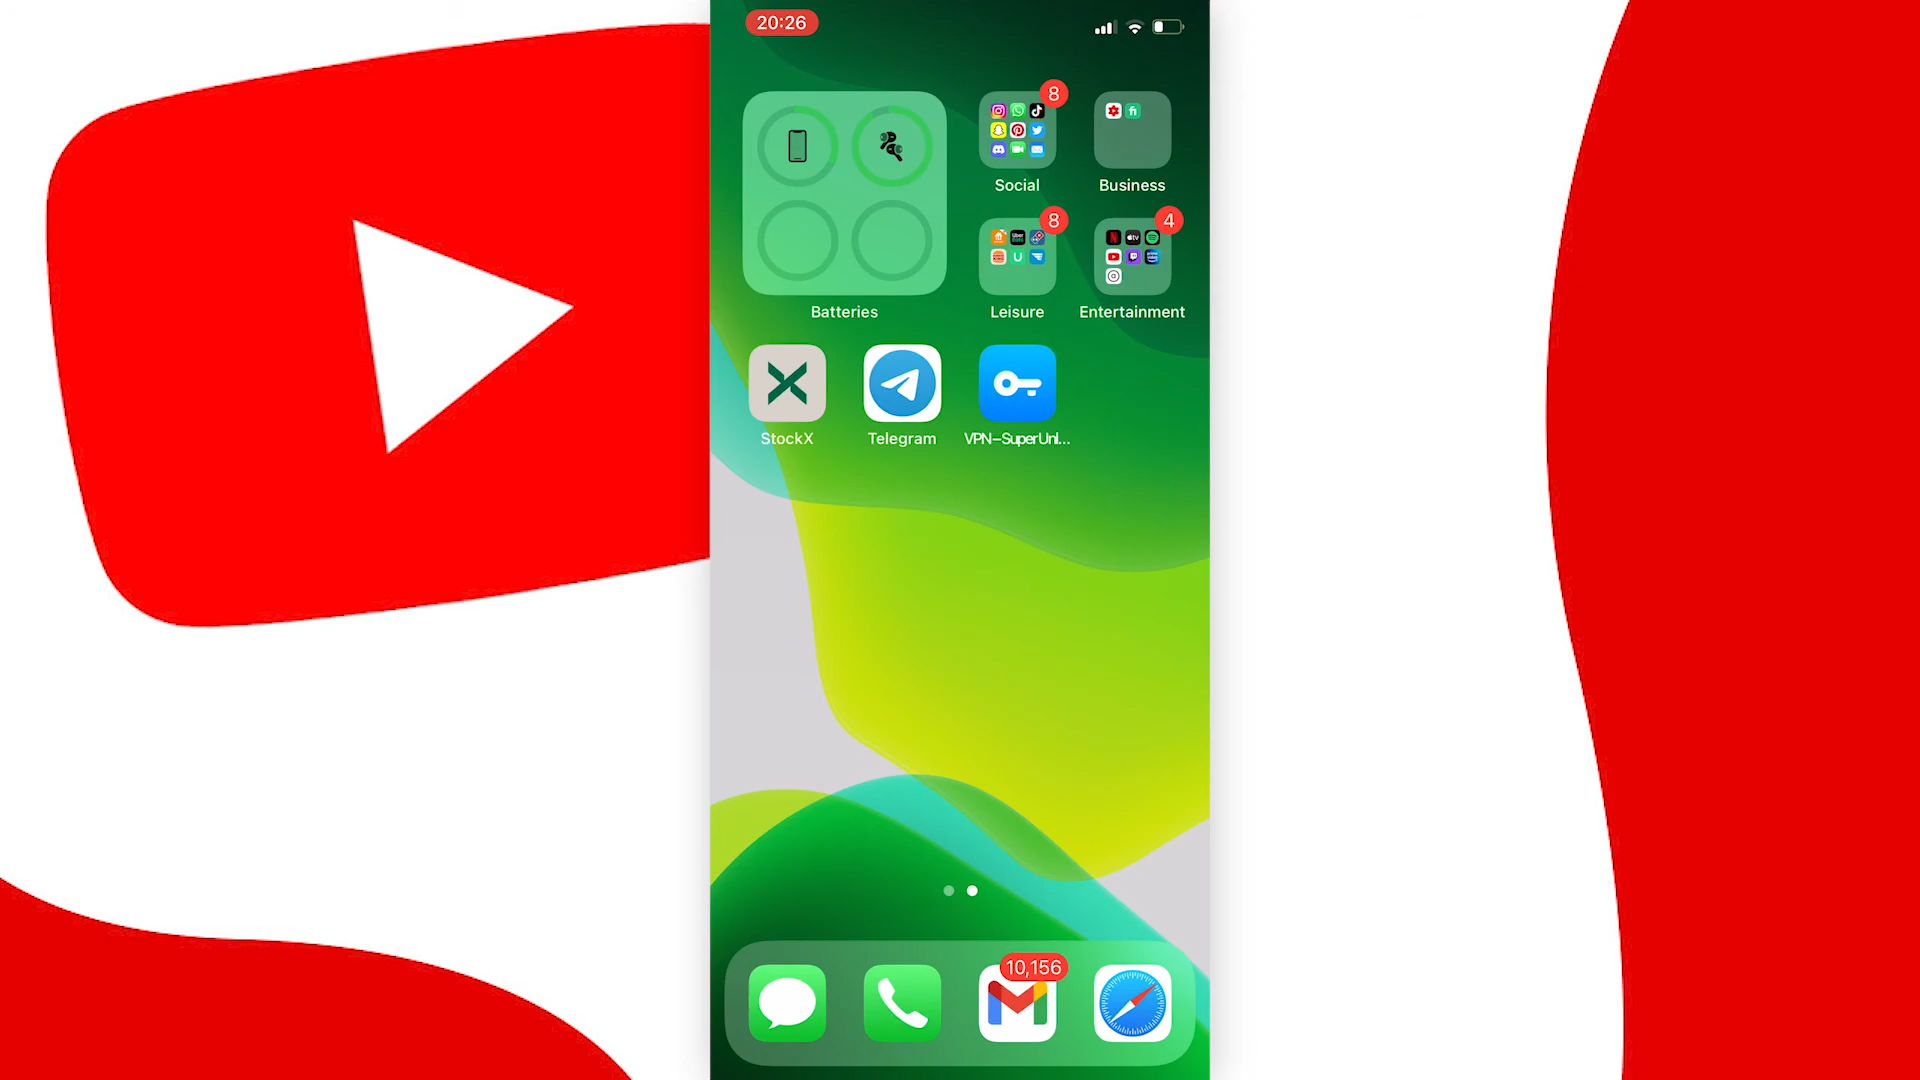 20:26
8
Social
Business
Batteries
8
Leisure
4
Entertainment
StockX
Telegram
VPN–SuperUnl...
10,156